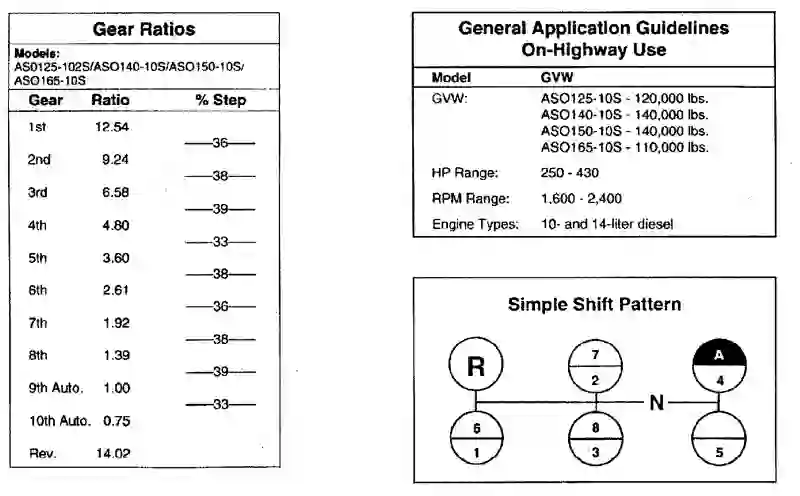 Gear Ratios
Models:
ASO125-102S/ASO140-10S/ASO150-10S/
ASO165-10S
Gear Ratio % Step
1st 12.54
36
2nd 9.24
38
3rd 6.58
39
4th 4.80
33
5th 3.60
38
6th 2.61
36
7th 1.92
38
8th 1.39
39
9th Auto. 1.00
33
10th Auto. 0.75
Rev. 14.02
General Application Guidelines
On-Highway Use
Model GVW
GVW: ASO125-10S - 120,000 lbs.
ASO140-10S - 140,000 lbs.
ASO150-10S - 140,000 lbs.
ASO165-10S - 110,000 lbs.
HP Range: 250 - 430
RPM Range: 1,600 - 2,400
Engine Types: 10- and 14-liter diesel
Simple Shift Pattern
R 7 A
2 4
N
6 8
1 3 5